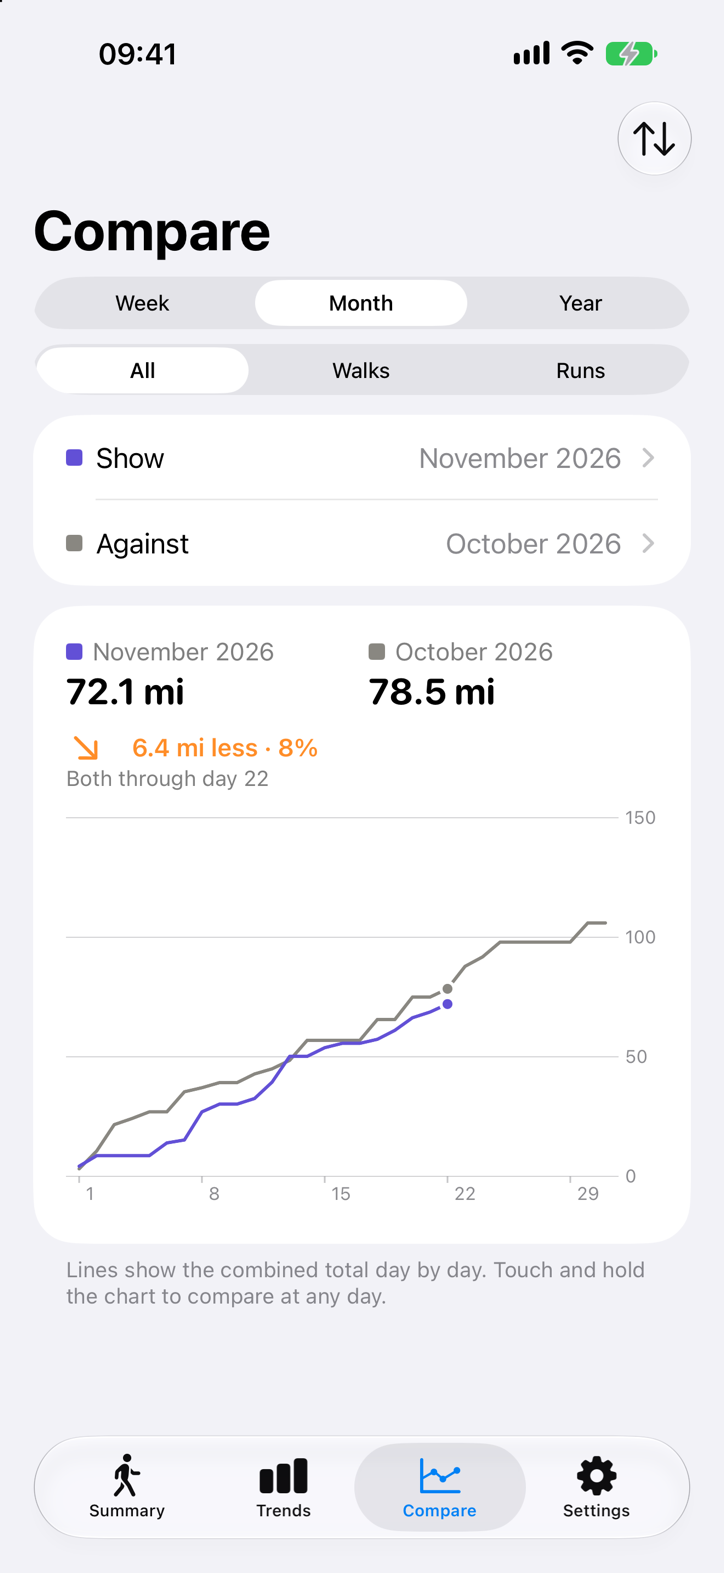 09:41
Compare
Week Month Year
All Walks Runs
Show November 2026
Against October 2026
November 2026 October 2026
72.1 mi 78.5 mi
6.4 mi less · 8%
Both through day 22
150
100
50
0
1 8 15 22 29
Lines show the combined total day by day. Touch and hold
the chart to compare at any day.
Summary Trends Compare Settings